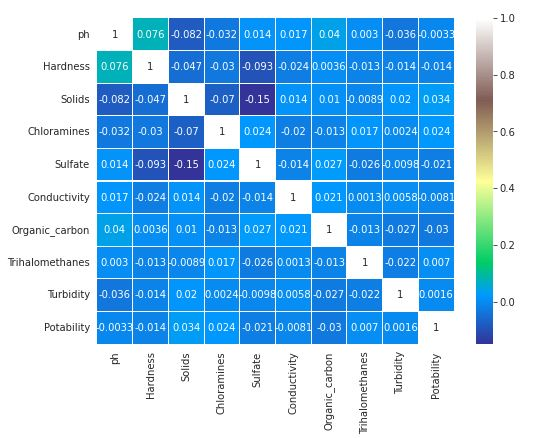 ph 1 0.076 -0.082 -0.032 0.014 0.017 0.04 0.003 -0.036 -0.0033
Hardness 0.076 1 -0.047 -0.03 -0.093 -0.024 0.0036 -0.013 -0.014 -0.014
Solids -0.082 -0.047 1 -0.07 -0.15 0.014 0.01 -0.0089 0.02 0.034
Chloramines -0.032 -0.03 -0.07 1 0.024 -0.02 -0.013 0.017 0.0024 0.024
Sulfate 0.014 -0.093 -0.15 0.024 1 -0.014 0.027 -0.026 -0.0098 -0.021
Conductivity 0.017 -0.024 0.014 -0.02 -0.014 1 0.021 0.0013 0.0058 -0.0081
Organic_carbon 0.04 0.0036 0.01 -0.013 0.027 0.021 1 -0.013 -0.027 -0.03
Trihalomethanes 0.003 -0.013 -0.0089 0.017 -0.026 0.0013 -0.013 1 -0.022 0.007
Turbidity -0.036 -0.014 0.02 0.0024 -0.0098 0.0058 -0.027 -0.022 1 0.0016
Potability -0.0033 -0.014 0.034 0.024 -0.021 -0.0081 -0.03 0.007 0.0016 1
ph
Hardness
Solids
Chloramines
Sulfate
Conductivity
Organic_carbon
Trihalomethanes
Turbidity
Potability
1.0
0.8
0.6
0.4
0.2
0.0